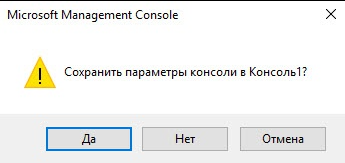 Microsoft Management Console
Сохранить параметры консоли в Консоль1?
Да
Нет
Отмена